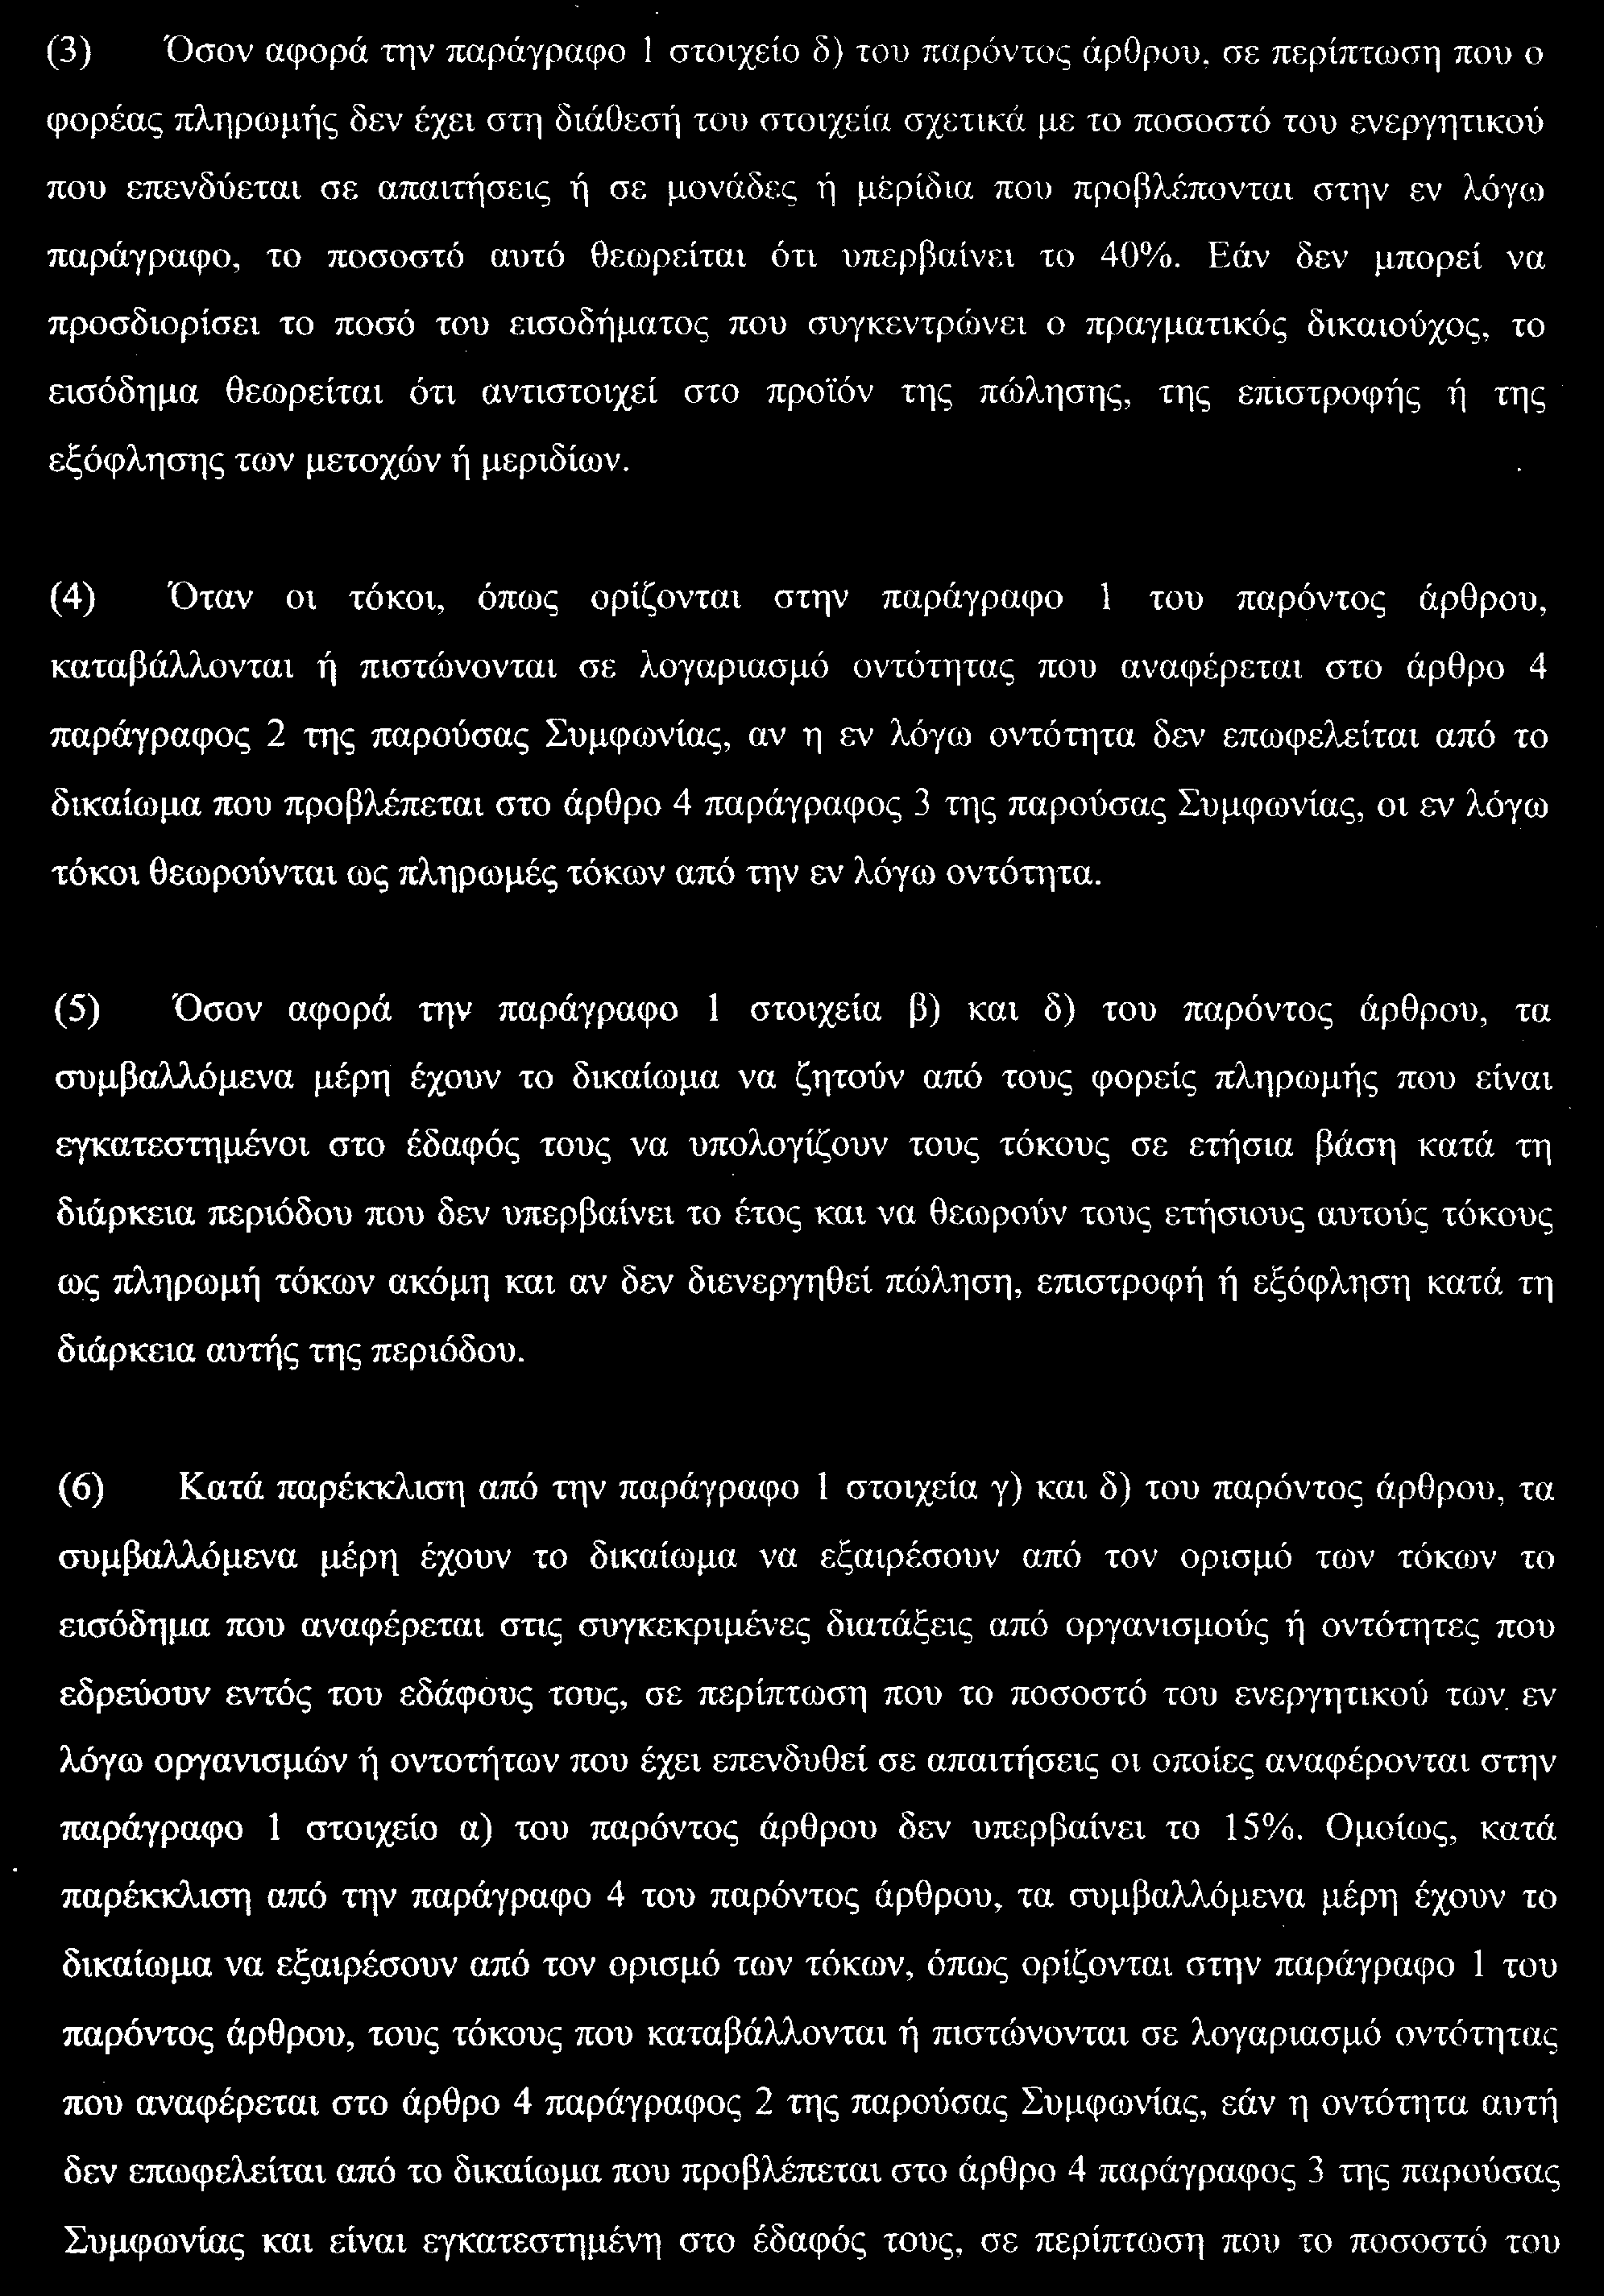 (3) Όσον αφορά την παράγραφο 1 στοιχείο δ) του παρόντος άρθρου, σε περίπτωση που ο
φορέας πληρωμής δεν έχει στη διάθεσή του στοιχεία σχετικά με το ποσοστό του ενεργητικού
που επενδύεται σε απαιτήσεις ή σε μονάδες ή μερίδια που προβλέπονται στην εν λόγω
παράγραφο, το ποσοστό αυτό θεωρείται ότι υπερβαίνει το 40%. Εάν δεν μπορεί να
προσδιορίσει το ποσό του εισοδήματος που συγκεντρώνει ο πραγματικός δικαιούχος, το
εισόδημα θεωρείται ότι αντιστοιχεί στο προϊόν της πώλησης, της επιστροφής ή της
εξόφλησης των μετοχών ή μεριδίων.
(4) Όταν οι τόκοι, όπως ορίζονται στην παράγραφο 1 του παρόντος άρθρου,
καταβάλλονται ή πιστώνονται σε λογαριασμό οντότητας που αναφέρεται στο άρθρο 4
παράγραφος 2 της παρούσας Συμφωνίας, αν η εν λόγω οντότητα δεν επωφελείται από το
δικαίωμα που προβλέπεται στο άρθρο 4 παράγραφος 3 της παρούσας Συμφωνίας, οι εν λόγω
τόκοι θεωρούνται ως πληρωμές τόκων από την εν λόγω οντότητα.
(5) Όσον αφορά την παράγραφο 1 στοιχεία β) και δ) του παρόντος άρθρου, τα
συμβαλλόμενα μέρη έχουν το δικαίωμα να ζητούν από τους φορείς πληρωμής που είναι
εγκατεστημένοι στο έδαφός τους να υπολογίζουν τους τόκους σε ετήσια βάση κατά τη
διάρκεια περιόδου που δεν υπερβαίνει το έτος και να θεωρούν τους ετήσιους αυτούς τόκους
ως πληρωμή τόκων ακόμη και αν δεν διενεργηθεί πώληση, επιστροφή ή εξόφληση κατά τη
διάρκεια αυτής της περιόδου.
(6) Κατά παρέκκλιση από την παράγραφο 1 στοιχεία γ) και δ) του παρόντος άρθρου, τα
συμβαλλόμενα μέρη έχουν το δικαίωμα να εξαιρέσουν από τον ορισμό των τόκων το
εισόδημα που αναφέρεται στις συγκεκριμένες διατάξεις από οργανισμούς ή οντότητες που
εδρεύουν εντός του εδάφους τους, σε περίπτωση που το ποσοστό του ενεργητικού των εν
λόγω οργανισμών ή οντοτήτων που έχει επενδυθεί σε απαιτήσεις οι οποίες αναφέρονται στην
παράγραφο 1 στοιχείο α) του παρόντος άρθρου δεν υπερβαίνει το 15%. Ομοίως, κατά
παρέκκλιση από την παράγραφο 4 του παρόντος άρθρου, τα συμβαλλόμενα μέρη έχουν το
δικαίωμα να εξαιρέσουν από τον ορισμό των τόκων, όπως ορίζονται στην παράγραφο 1 του
παρόντος άρθρου, τους τόκους που καταβάλλονται ή πιστώνονται σε λογαριασμό οντότητας
που αναφέρεται στο άρθρο 4 παράγραφος 2 της παρούσας Συμφωνίας, εάν η οντότητα αυτή
δεν επωφελείται από το δικαίωμα που προβλέπεται στο άρθρο 4 παράγραφος 3 της παρούσας
Συμφωνίας και είναι εγκατεστημένη στο έδαφός τους, σε περίπτωση που το ποσοστό του